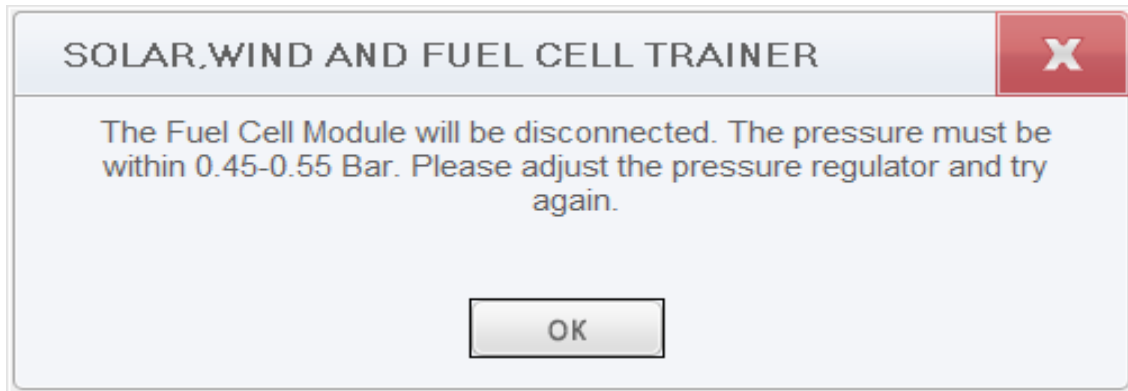 SOLAR,WIND AND FUEL CELL TRAINER
X
The Fuel Cell Module will be disconnected. The pressure must be
within 0.45-0.55 Bar. Please adjust the pressure regulator and try
again.
OK